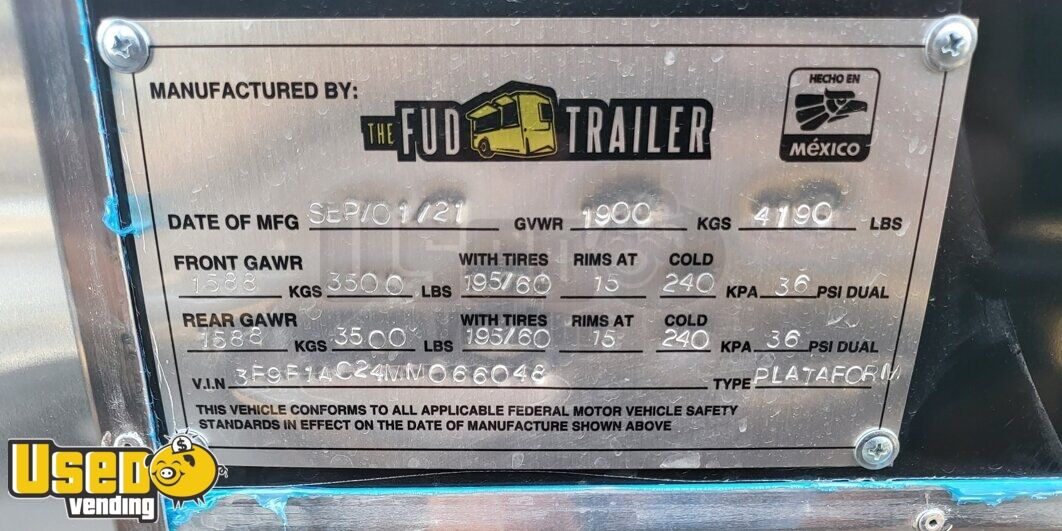 MANUFACTURED BY:
THE FUD TRAILER
HECHO EN
MéXICO
DATE OF MFG SEP/01/21 GVWR 1900 KGS 4190 LBS
FRONT GAWR WITH TIRES RIMS AT COLD
1588 KGS 3500 LBS 195/60 15 240 KPA 36 PSI DUAL
REAR GAWR WITH TIRES RIMS AT COLD
1588 KGS 3500 LBS 195/60 15 240 KPA 36 PSI DUAL
V.I.N 3F9F1AC24MM066048 TYPE PLATAFORM
THIS VEHICLE CONFORMS TO ALL APPLICABLE FEDERAL MOTOR VEHICLE SAFETY
STANDARDS IN EFFECT ON THE DATE OF MANUFACTURE SHOWN ABOVE
USED
vending